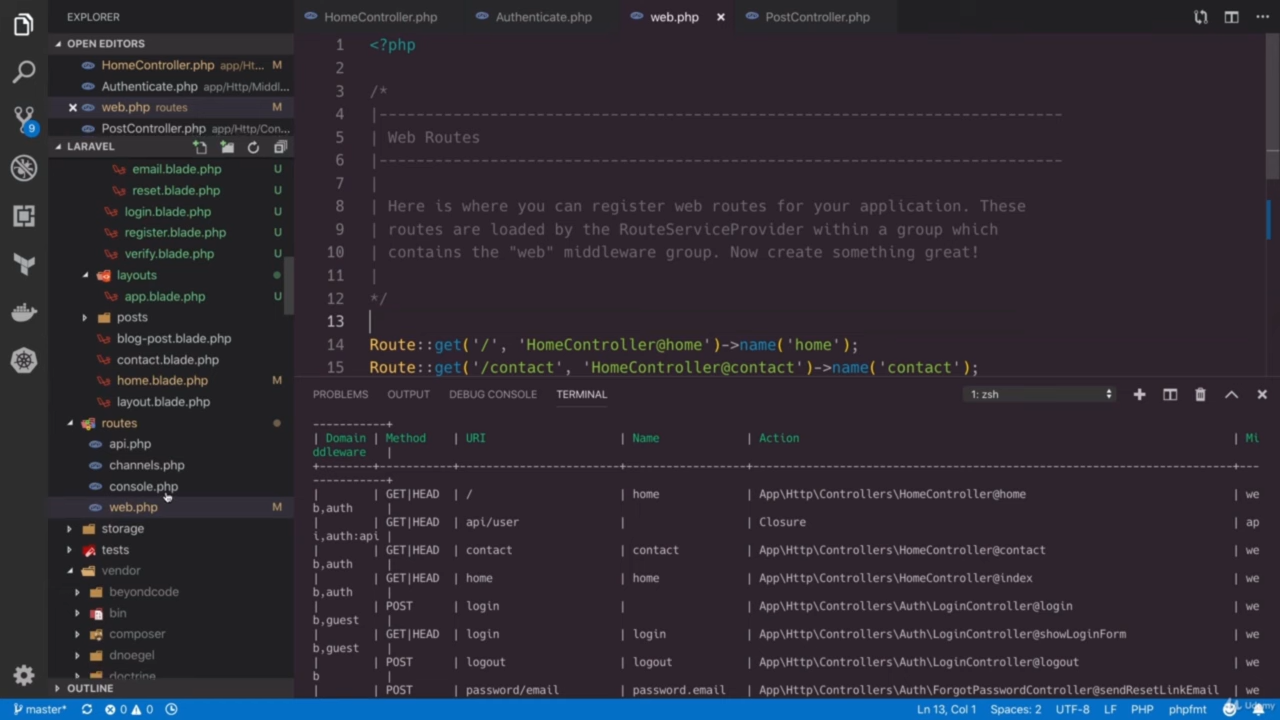 EXPLORER
HomeController.php
Authenticate.php
web.php
PostController.php
OPEN EDITORS
HomeController.php app/Ht... M
Authenticate.php app/Http/Middl...
web.php routes M
PostController.php app/Http/Con...
LARAVEL
email.blade.php U
reset.blade.php U
login.blade.php U
register.blade.php U
verify.blade.php U
layouts
app.blade.php U
posts
blog-post.blade.php
contact.blade.php
home.blade.php M
layout.blade.php
routes
api.php
channels.php
console.php
web.php M
storage
tests
vendor
beyondcode
bin
composer
dnoegel
doctrine
OUTLINE
9
1 <?php
2
3 /*
4 |--------------------------------------------------------------------------
5 | Web Routes
6 |--------------------------------------------------------------------------
7 |
8 | Here is where you can register web routes for your application. These
9 | routes are loaded by the RouteServiceProvider within a group which
10 | contains the "web" middleware group. Now create something great!
11 |
12 */
13
14 Route::get('/', 'HomeController@home')->name('home');
15 Route::get('/contact', 'HomeController@contact')->name('contact');
PROBLEMS OUTPUT DEBUG CONSOLE TERMINAL 1: zsh
-----------+
| Domain | Method | URI | Name | Action | Mi
ddleware |
+--------+----------+------------------------+------------------+------------------------------------------------------------------------+---
-----------+
| | GET|HEAD | / | home | App\Http\Controllers\HomeController@home | we
b,auth |
| | GET|HEAD | api/user | | Closure | ap
i,auth:api |
| | GET|HEAD | contact | contact | App\Http\Controllers\HomeController@contact | we
b,auth |
| | GET|HEAD | home | home | App\Http\Controllers\HomeController@index | we
b,auth |
| | POST | login | | App\Http\Controllers\Auth\LoginController@login | we
b,guest |
| | GET|HEAD | login | login | App\Http\Controllers\Auth\LoginController@showLoginForm | we
b,guest |
| | POST | logout | logout | App\Http\Controllers\Auth\LoginController@logout | we
b |
| | POST | password/email | password.email | App\Http\Controllers\Auth\ForgotPasswordController@sendResetLinkEmail | we
master* 0 0 Ln 13, Col 1 Spaces: 2 UTF-8 LF PHP phpfmt
Udemy